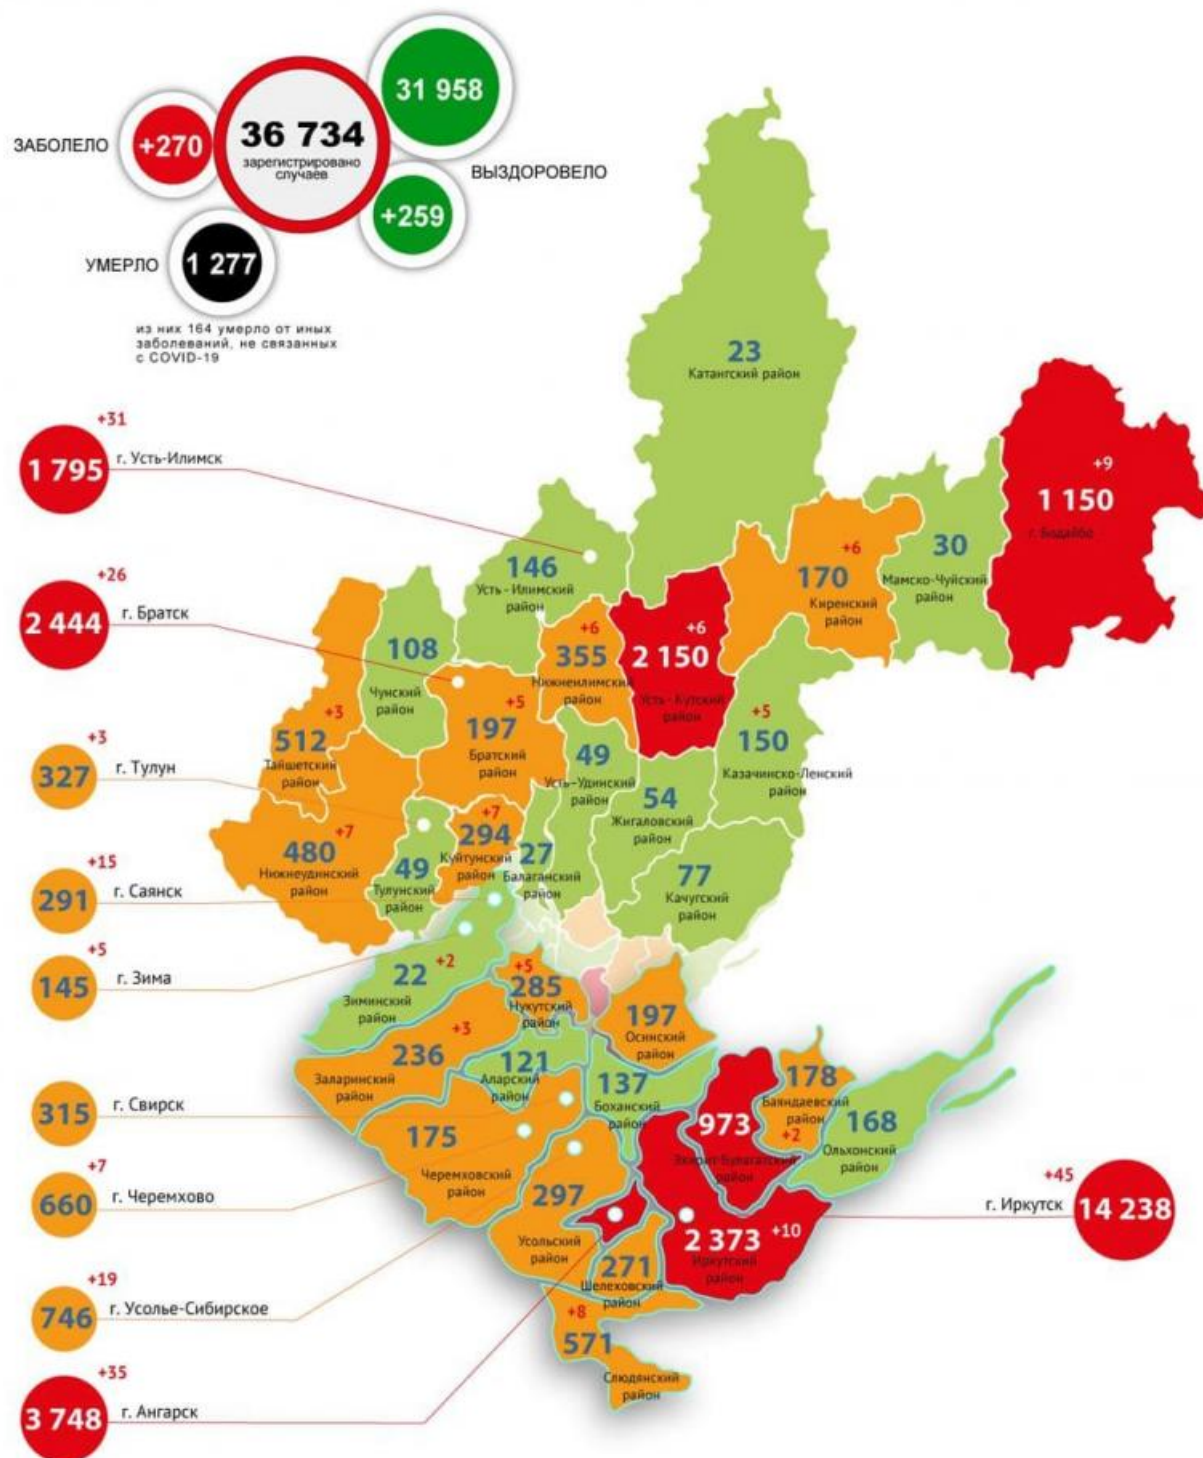 31 958
ЗАБОЛЕЛО
+270
36 734
зарегистрировано
случаев
ВЫЗДОРОВЕЛО
+259
УМЕРЛО
1 277
из них 164 умерло от иных
заболеваний, не связанных
с COVID-19
23
Катангский район
+31
1 795
г. Усть-Илимск
+9
1 150
г. Бодайбо
146
Усть - Илимский
район
+6
170
Киренский
район
30
Мамско-Чуйский
район
+26
2 444
г. Братск
108
Чунский
район
+6
355
Нижнеилимский
район
+6
2 150
Усть - Кутский
район
+3
512
Тайшетский
район
+5
197
Братский
район
+5
150
Казачинско-Ленский
район
+3
327
г. Тулун
49
Усть-Удинский
район
54
Жигаловский
район
+7
480
Нижнеудинский
район
49
Тулунский
район
+7
294
Куйтунский
район
27
Балаганский
район
77
Качугский
район
+15
291
г. Саянск
+5
145
г. Зима
+2
22
Зиминский
район
+5
285
Нукутский
район
197
Осинский
район
+3
236
Заларинский
район
121
Аларский
район
137
Боханский
район
973
Эхирит-Булагатский
район
178
Баяндаевский
район
+2
168
Ольхонский
район
315
г. Свирск
175
Черемховский
район
+7
660
г. Черемхово
297
Усольский
район
2 373
+10
Иркутский
район
+45
г. Иркутск
14 238
271
Шелеховский
район
+19
746
г. Усолье-Сибирское
+8
571
Слюдянский
район
+35
3 748
г. Ангарск